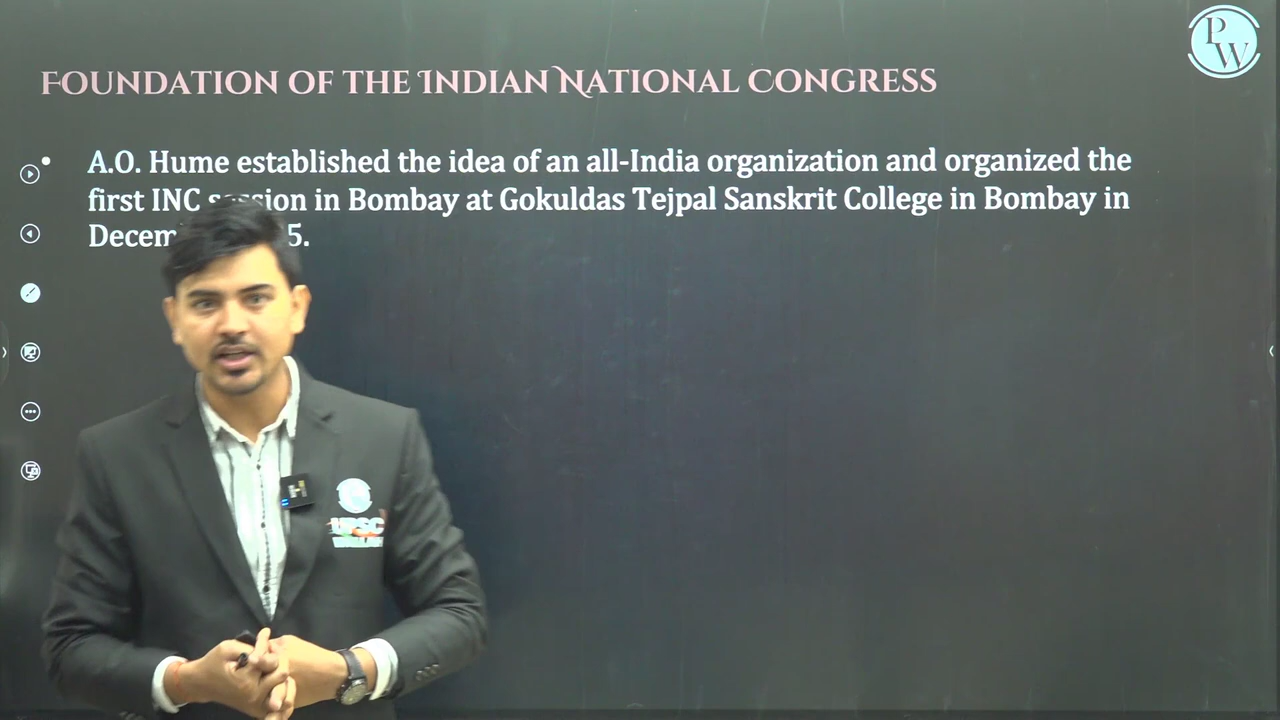 PW
FOUNDATION OF THE INDIAN NATIONAL CONGRESS
• A.O. Hume established the idea of an all-India organization and organized the
first INC session in Bombay at Gokuldas Tejpal Sanskrit College in Bombay in
5.
UPSC